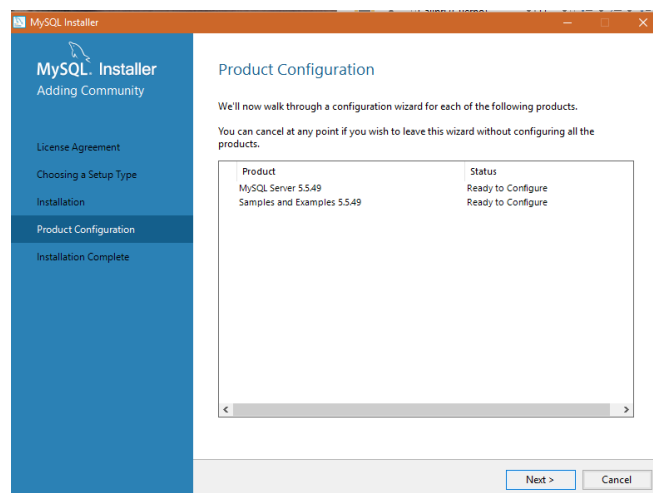 MySQL Installer
MySQL. Installer
Adding Community
License Agreement
Choosing a Setup Type
Installation
Product Configuration
Installation Complete
Product Configuration
We'll now walk through a configuration wizard for each of the following products.
You can cancel at any point if you wish to leave this wizard without configuring all the
products.
Product Status
MySQL Server 5.5.49 Ready to Configure
Samples and Examples 5.5.49 Ready to Configure
Next > Cancel